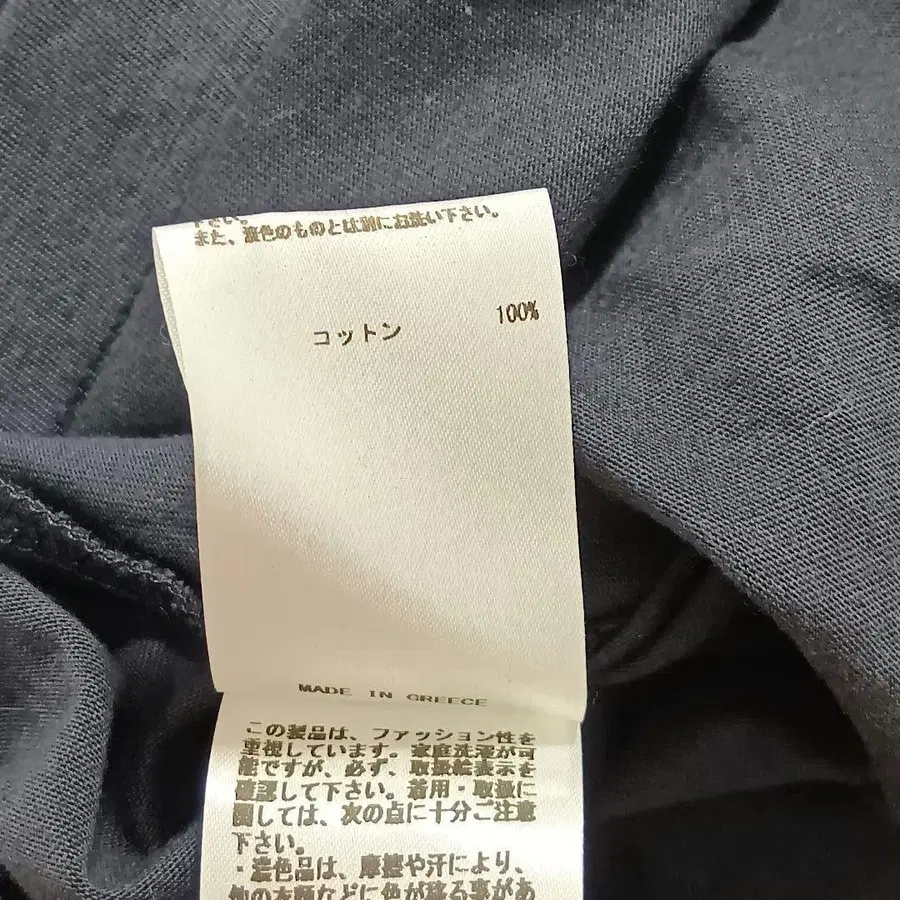 下さい。
また、濃色のものとは別にお洗い下さい。
コットン 100%
MADE IN GREECE
この製品は、ファッション性を
重視しています。家庭洗濯が可
能ですが、必ず、取扱絵表示を
確認して下さい。着用・取扱に
関しては、次の点に十分ご注意
下さい。
・濃色品は、摩擦や汗により、
他の衣類などに色が移る事があ